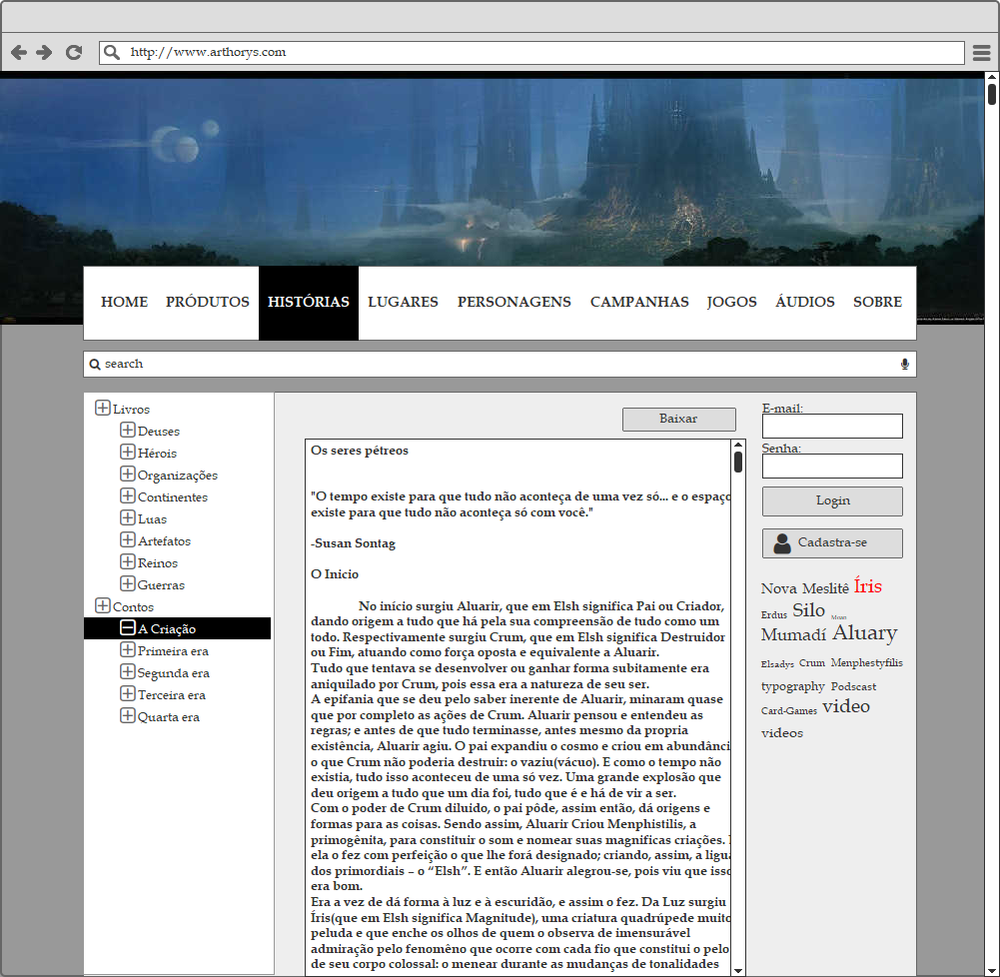 http://www.arthorys.com
HOME PRÓDUTOS HISTÓRIAS LUGARES PERSONAGENS CAMPANHAS JOGOS ÁUDIOS SOBRE
search
Livros
Deuses
Hérois
Organizações
Continentes
Luas
Artefatos
Reinos
Guerras
Contos
A Criação
Primeira era
Segunda era
Terceira era
Quarta era
Baixar
Os seres pétreos
"O tempo existe para que tudo não aconteça de uma vez só... e o espaço
existe para que tudo não aconteça só com você."
-Susan Sontag
O Inicio
No início surgiu Aluarir, que em Elsh significa Pai ou Criador,
dando origem a tudo que há pela sua compreensão de tudo como um
todo. Respectivamente surgiu Crum, que em Elsh significa Destruidor
ou Fim, atuando como força oposta e equivalente a Aluarir.
Tudo que tentava se desenvolver ou ganhar forma subitamente era
aniquilado por Crum, pois essa era a natureza de seu ser.
A epifania que se deu pelo saber inerente de Aluarir, minaram quase
que por completo as ações de Crum. Aluarir pensou e entendeu as
regras; e antes de que tudo terminasse, antes mesmo da propria
existência, Aluarir agiu. O pai expandiu o cosmo e criou em abundânci
o que Crum não poderia destruir: o vaziu(vácuo). E como o tempo não
existia, tudo isso aconteceu de uma só vez. Uma grande explosão que
deu origem a tudo que um dia foi, tudo que é e há de vir a ser.
Com o poder de Crum diluido, o pai pôde, assim então, dá origens e
formas para as coisas. Sendo assim, Aluarir Criou Menphistilis, a
primogênita, para constituir o som e nomear suas magnificas criações.
ela o fez com perfeição o que lhe forá designado; criando, assim, a ligua
dos primordiais – o “Elsh”. E então Aluarir alegrou-se, pois viu que isso
era bom.
Era a vez de dá forma à luz e à escuridão, e assim o fez. Da Luz surgiu
Íris(que em Elsh significa Magnitude), uma criatura quadrúpede muito
peluda e que enche os olhos de quem o observa de imensurável
admiração pelo fenomêno que ocorre com cada fio que constitui o pelo
de seu corpo colossal: o menear durante as mudanças de tonalidades
E-mail:
Senha:
Login
Cadastra-se
Nova Meslitê Íris
Erdus Silo
Mumadí Aluary
Elsadys Crum Menphestyfilis
typography Podscast
Card-Games video
videos